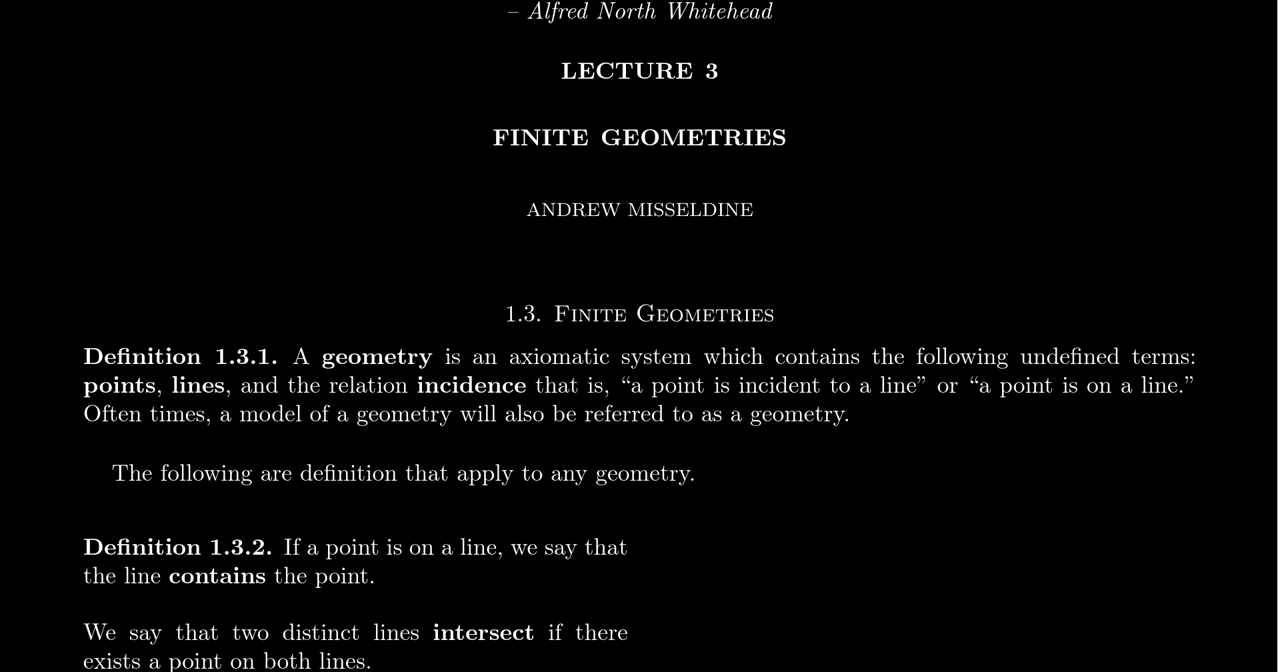 – Alfred North Whitehead
LECTURE 3
FINITE GEOMETRIES
ANDREW MISSELDINE
1.3. Finite Geometries
Definition 1.3.1. A geometry is an axiomatic system which contains the following undefined terms:
points, lines, and the relation incidence that is, “a point is incident to a line” or “a point is on a line.”
Often times, a model of a geometry will also be referred to as a geometry.
The following are definition that apply to any geometry.
Definition 1.3.2. If a point is on a line, we say that
the line contains the point.
We say that two distinct lines intersect if there
exists a point on both lines.